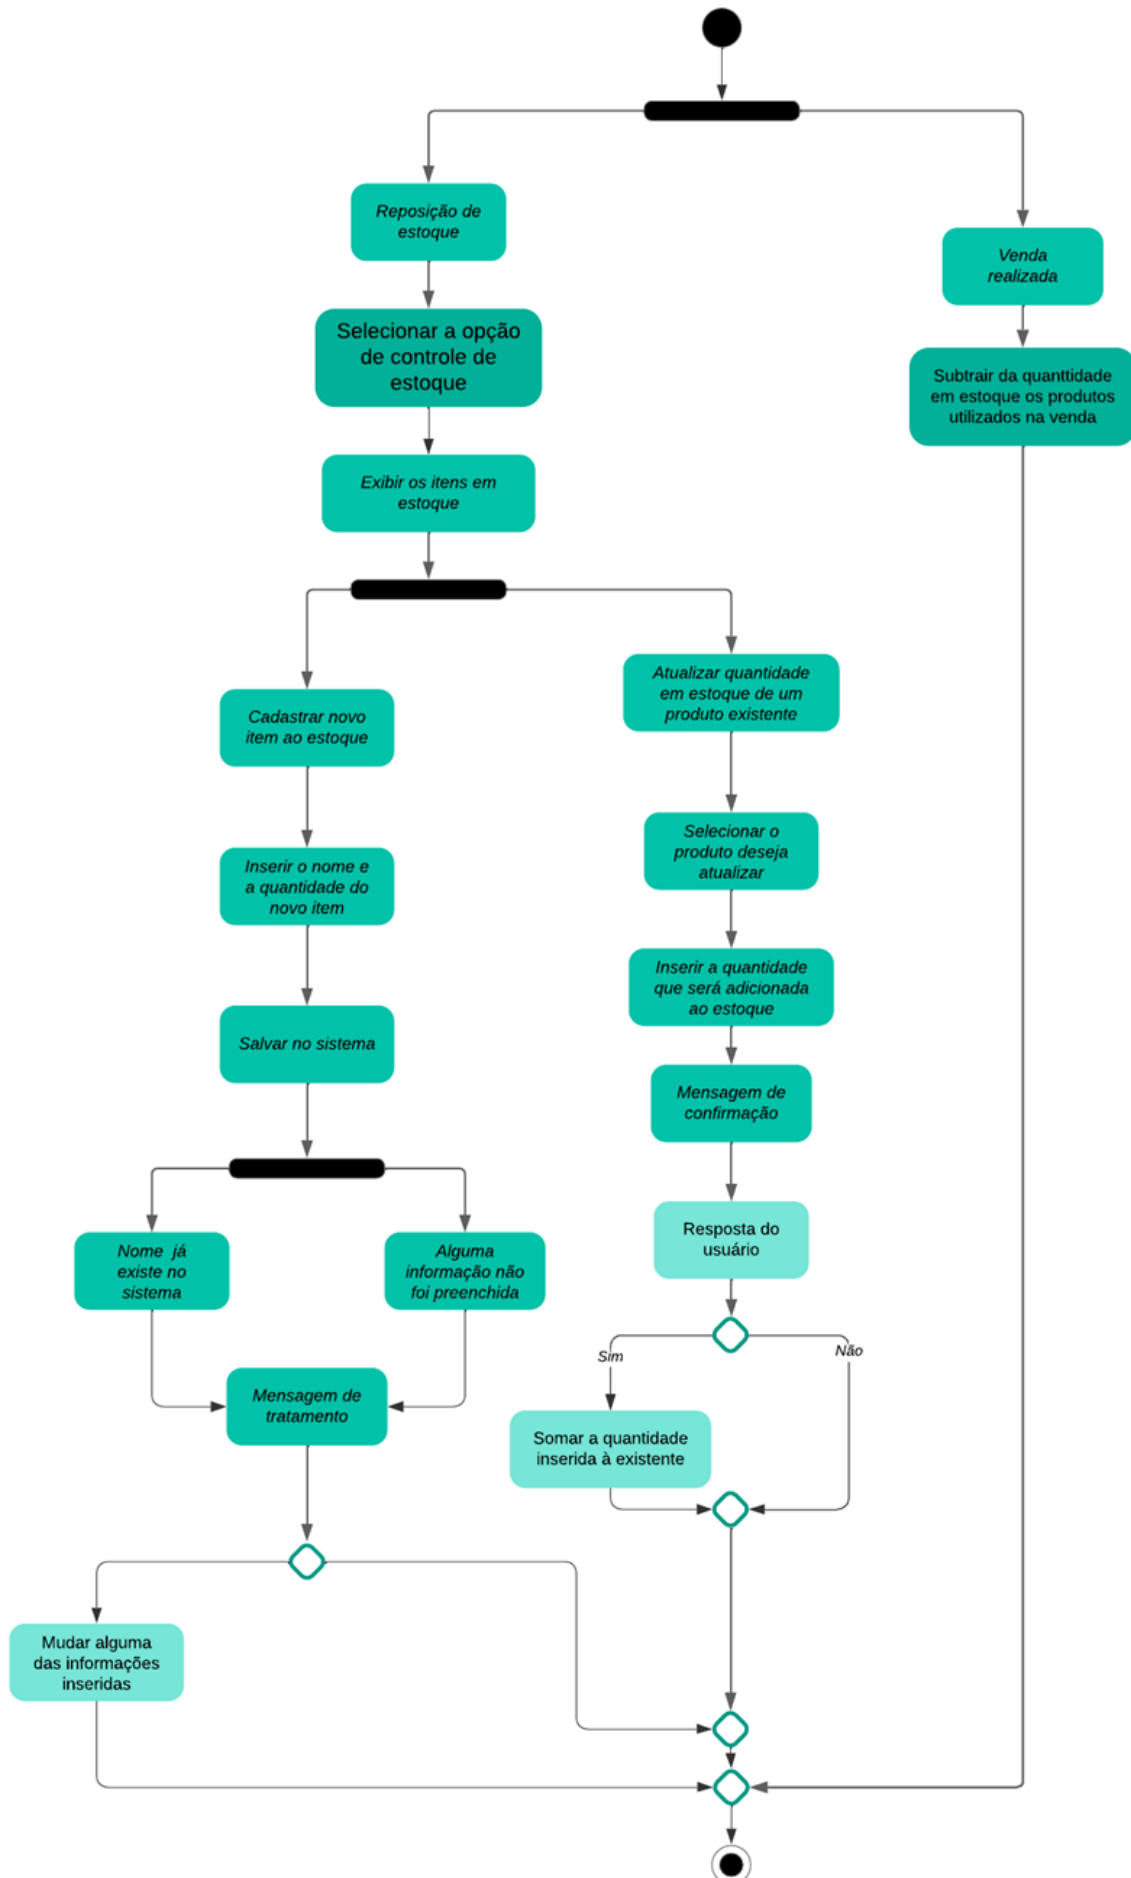 Reposição de
estoque
Venda
realizada
Selecionar a opção
de controle de
estoque
Subtrair da quanttidade
em estoque os produtos
utilizados na venda
Exibir os itens em
estoque
Cadastrar novo
item ao estoque
Atualizar quantidade
em estoque de um
produto existente
Inserir o nome e
a quantidade do
novo item
Selecionar o
produto deseja
atualizar
Inserir a quantidade
que será adicionada
ao estoque
Salvar no sistema
Mensagem de
confirmação
Nome já
existe no
sistema
Alguma
informação não
foi preenchida
Resposta do
usuário
Sim
Não
Mensagem de
tratamento
Somar a quantidade
inserida à existente
Mudar alguma
das informações
inseridas